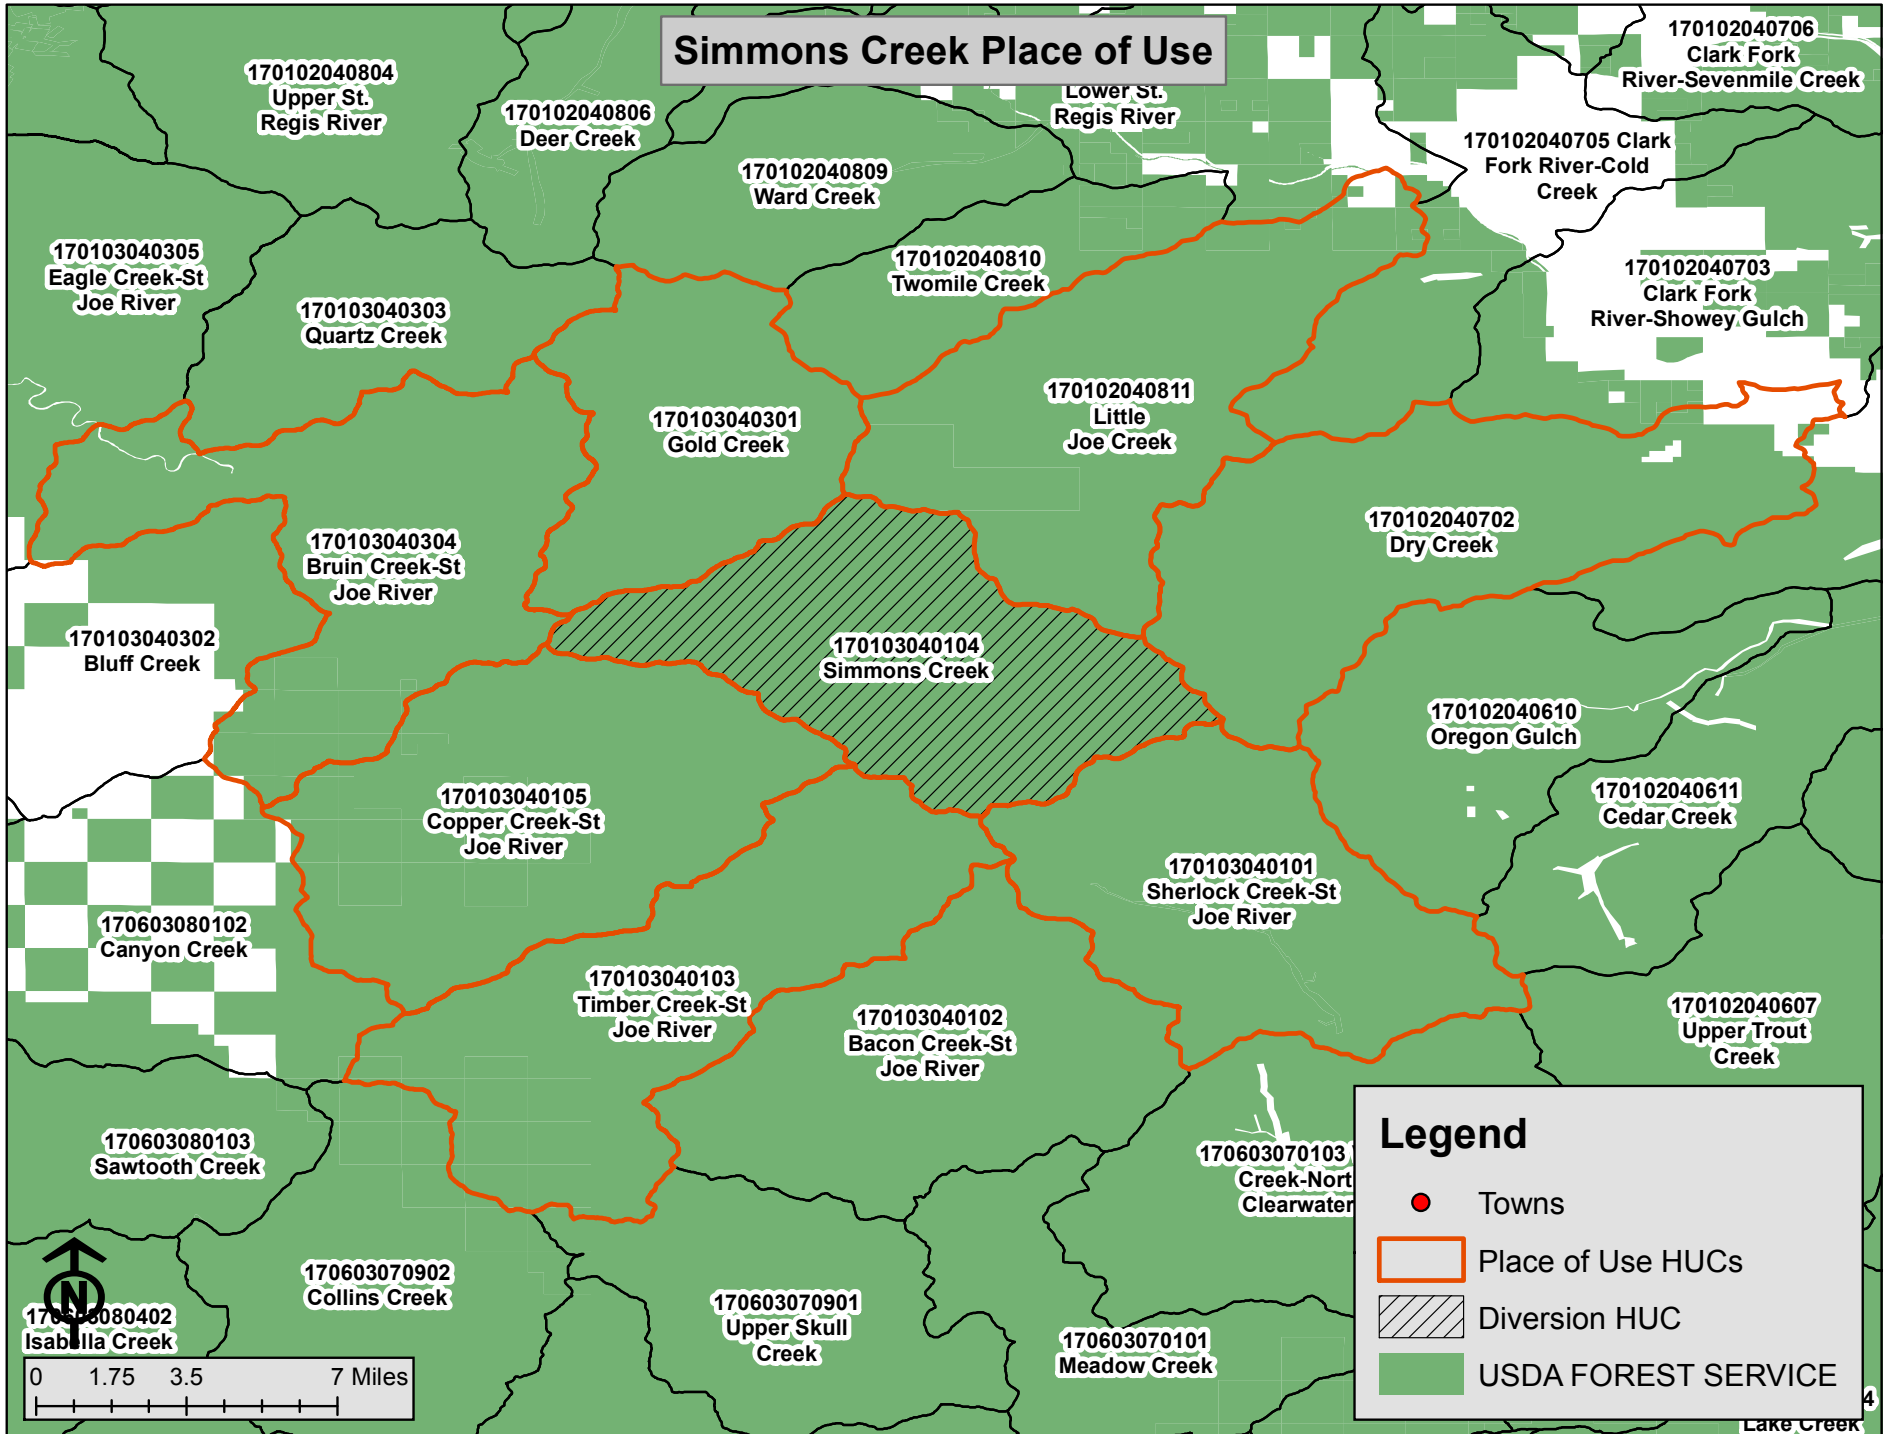 Simmons Creek Place of Use
170102040706
Clark Fork
River-Sevenmile Creek
170102040804
Upper St.
Regis River
170102040806
Deer Creek
Lower St.
Regis River
170102040705 Clark
Fork River-Cold
Creek
170102040809
Ward Creek
170103040305
Eagle Creek-St
Joe River
170102040810
Twomile Creek
170102040703
Clark Fork
River-Showey Gulch
170103040303
Quartz Creek
170103040301
Gold Creek
170102040811
Little
Joe Creek
170102040702
Dry Creek
170103040304
Bruin Creek-St
Joe River
170103040302
Bluff Creek
170103040104
Simmons Creek
170102040610
Oregon Gulch
170103040105
Copper Creek-St
Joe River
170102040611
Cedar Creek
170103040101
Sherlock Creek-St
Joe River
170603080102
Canyon Creek
170103040103
Timber Creek-St
Joe River
170103040102
Bacon Creek-St
Joe River
170102040607
Upper Trout
Creek
170603080103
Sawtooth Creek
170603070103
Creek-Nort
Clearwater
170603070902
Collins Creek
170603070901
Upper Skull
Creek
170603070101
Meadow Creek
N
080402
Isabella Creek
0 1.75 3.5 7 Miles
Legend
Towns
Place of Use HUCs
Diversion HUC
USDA FOREST SERVICE
4
Lake Creek